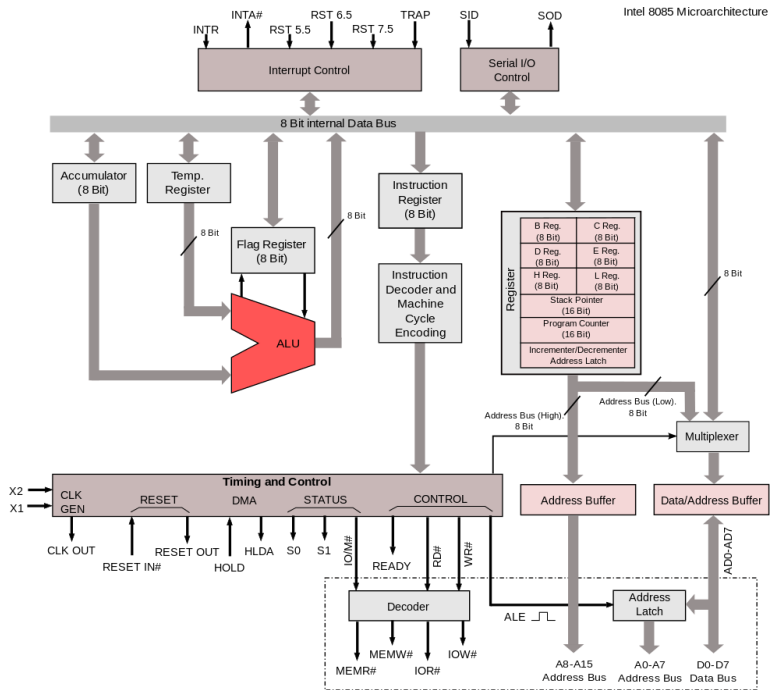 Intel 8085 Microarchitecture
INTR
INTA#
RST 5.5
RST 6.5
RST 7.5
TRAP
SID
SOD
Interrupt Control
Serial I/O
Control
8 Bit internal Data Bus
Accumulator
(8 Bit)
Temp.
Register
8 Bit
Flag Register
(8 Bit)
8 Bit
ALU
Instruction
Register
(8 Bit)
Instruction
Decoder and
Machine
Cycle
Encoding
Register
B Reg.
(8 Bit)
C Reg.
(8 Bit)
D Reg.
(8 Bit)
E Reg.
(8 Bit)
H Reg.
(8 Bit)
L Reg.
(8 Bit)
Stack Pointer
(16 Bit)
Program Counter
(16 Bit)
Incrementer/Decrementer
Address Latch
8 Bit
Address Bus (High).
8 Bit
Address Bus (Low).
8 Bit
Multiplexer
Address Buffer
Data/Address Buffer
AD0-AD7
Timing and Control
X2
X1
CLK
GEN
RESET
DMA
STATUS
CONTROL
CLK OUT
RESET IN#
RESET OUT
HOLD
HLDA
S0
S1
IO/M#
READY
RD#
WR#
Decoder
ALE
Address
Latch
MEMR#
MEMW#
IOR#
IOW#
A8-A15
Address Bus
A0-A7
Address Bus
D0-D7
Data Bus